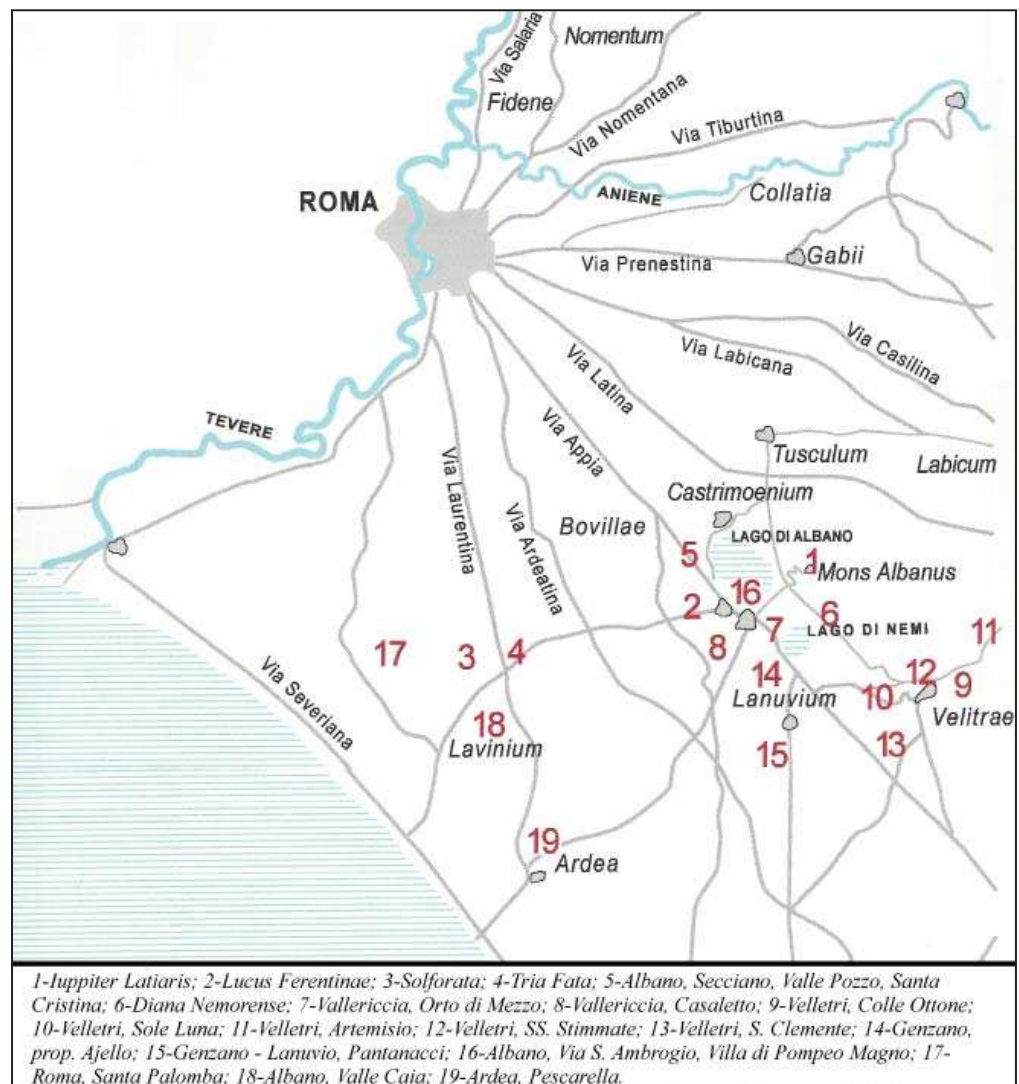 Via Salaria
Nomentum
Fidene
Via Nomentana
Via Tiburtina
ROMA
ANIENE
Collatia
Via Prenestina
Gabii
Via Labicana
Via Casilina
Via Latina
TEVERE
Via Appia
Via Laurentina
Via Ardeatina
Tusculum
Labicum
Castrimoenium
Bovillae
LAGO DI ALBANO
5
1
Mons Albanus
16
2
6
7
LAGO DI NEMI
11
8
17
3
4
14
12
9
10
Via Severiana
Lanuvium
Velitrae
18
Lavinium
15
13
19
Ardea
1-Iuppiter Latiaris; 2-Lucus Ferentinae; 3-Solforata; 4-Tria Fata; 5-Albano, Secciano, Valle Pozzo, Santa
Cristina; 6-Diana Nemorense; 7-Vallericcia, Orto di Mezzo; 8-Vallericcia, Casaletto; 9-Velletri, Colle Ottone;
10-Velletri, Sole Luna; 11-Velletri, Artemisio; 12-Velletri, SS. Stimmate; 13-Velletri, S. Clemente; 14-Genzano,
prop. Ajello; 15-Genzano - Lanuvio, Pantanacci; 16-Albano, Via S. Ambrogio, Villa di Pompeo Magno; 17-
Roma, Santa Palomba; 18-Albano, Valle Caia; 19-Ardea, Pescarella.